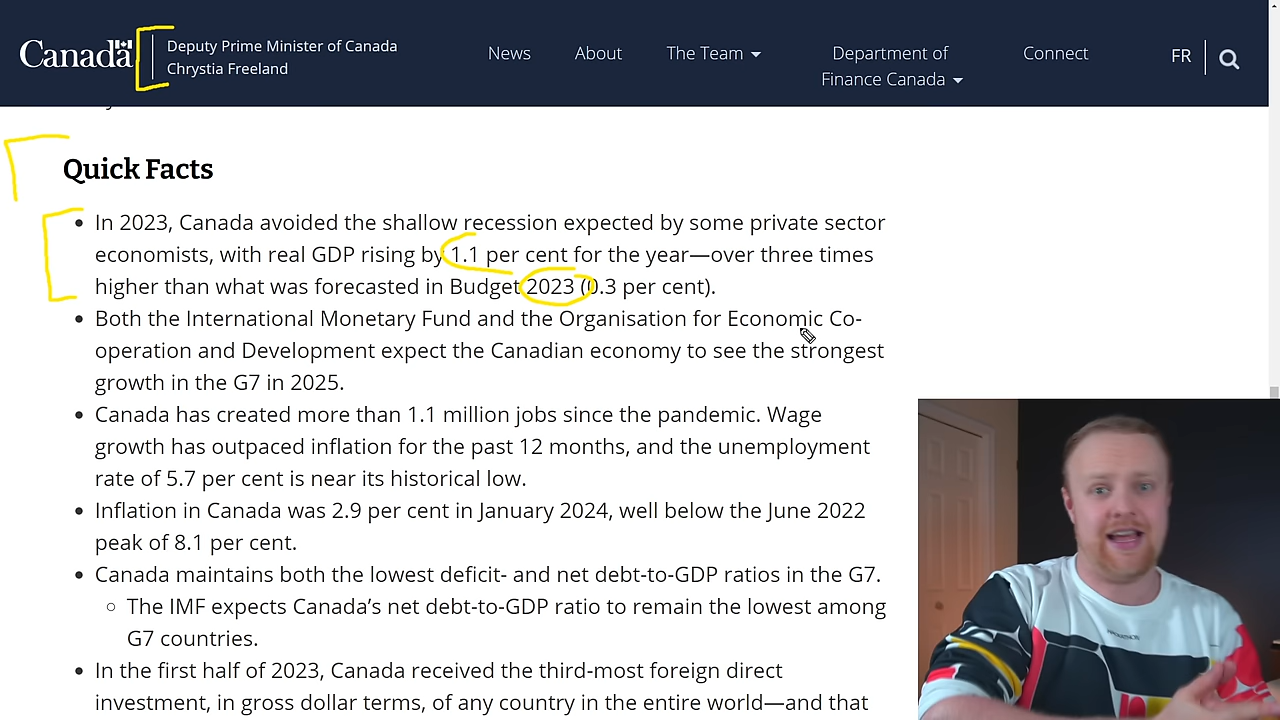 Canada
Deputy Prime Minister of Canada
Chrystia Freeland
News
About
The Team
Department of
Finance Canada
Connect
FR
Quick Facts
• In 2023, Canada avoided the shallow recession expected by some private sector
economists, with real GDP rising by 1.1 per cent for the year—over three times
higher than what was forecasted in Budget 2023 (0.3 per cent).
• Both the International Monetary Fund and the Organisation for Economic Co-
operation and Development expect the Canadian economy to see the strongest
growth in the G7 in 2025.
• Canada has created more than 1.1 million jobs since the pandemic. Wage
growth has outpaced inflation for the past 12 months, and the unemployment
rate of 5.7 per cent is near its historical low.
• Inflation in Canada was 2.9 per cent in January 2024, well below the June 2022
peak of 8.1 per cent.
• Canada maintains both the lowest deficit- and net debt-to-GDP ratios in the G7.
◦ The IMF expects Canada’s net debt-to-GDP ratio to remain the lowest among
G7 countries.
• In the first half of 2023, Canada received the third-most foreign direct
investment, in gross dollar terms, of any country in the entire world—and that